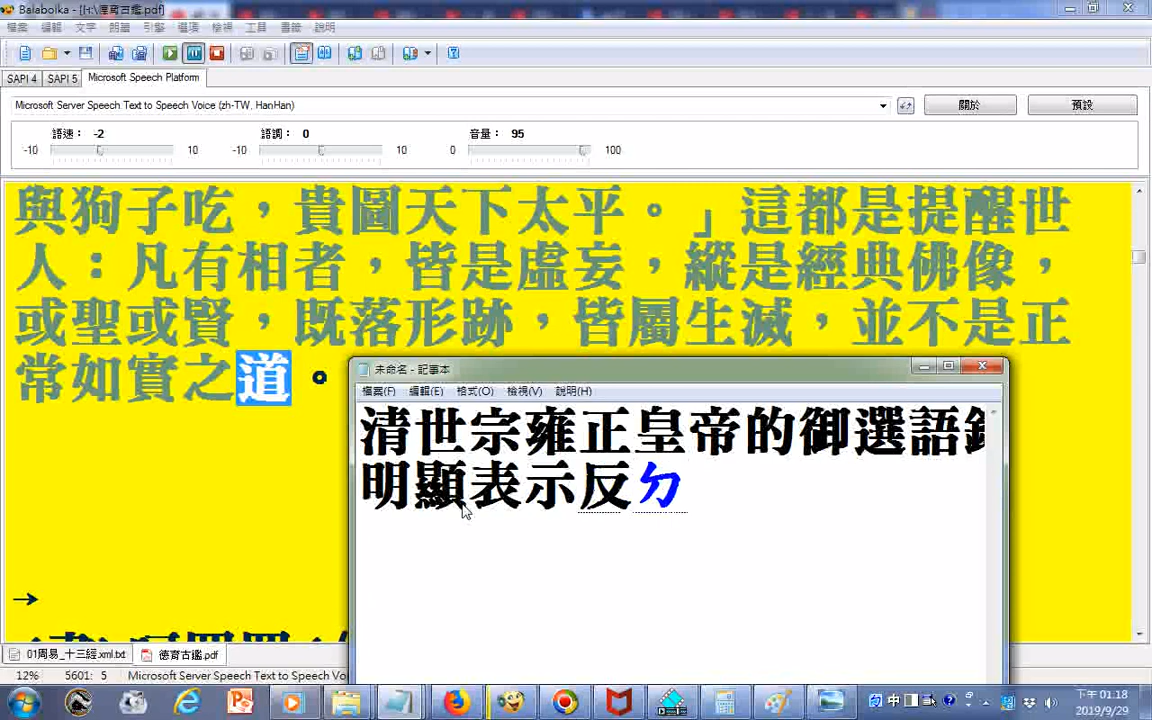 Balabolka - [H:\德育古鑑.pdf]
檔案 編輯 文字 朗讀 引擎 選項 檢視 工具 書籤 說明
SAPI 4 SAPI 5 Microsoft Speech Platform
Microsoft Server Speech Text to Speech Voice (zh-TW, HanHan) 關於 預設
語速： -2 語調： 0 音量： 95
-10 10 -10 10 0 100
與狗子吃，貴圖天下太平。」這都是提醒世
人：凡有相者，皆是虛妄，縱是經典佛像，
或聖或賢，既落形跡，皆屬生滅，並不是正
常如實之道。
→
未命名 - 記事本
檔案(F) 編輯(E) 格式(O) 檢視(V) 說明(H)
清世宗雍正皇帝的御選語錄
明顯表示反ㄉ
01周易_十三經.xml.txt 德育古鑑.pdf
12% 5601: 5 Microsoft Server Speech Text to Speech Vo
中
下午 01:18
2019/9/29